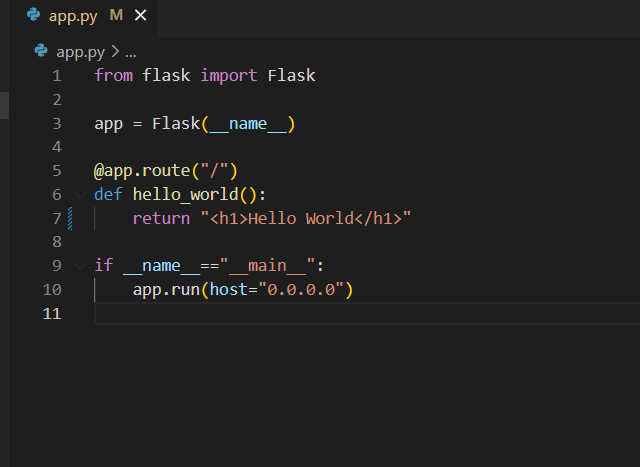 app.py M
app.py > ...
1 from flask import Flask
2
3 app = Flask(__name__)
4
5 @app.route("/")
6 def hello_world():
7     return "<h1>Hello World</h1>"
8
9 if __name__=="__main__":
10     app.run(host="0.0.0.0")
11